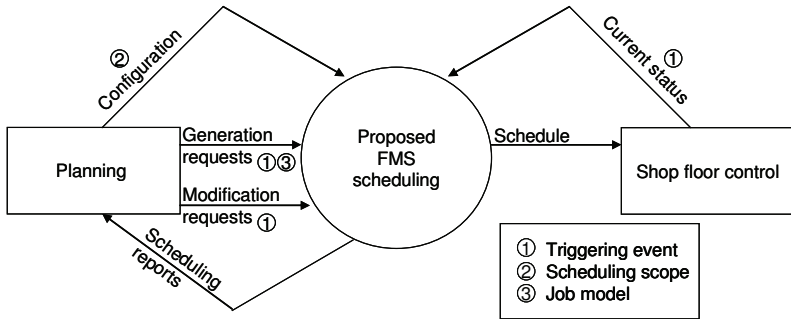 ② Configuration
Planning
Generation
requests ①③
Modification
requests ①
Scheduling
reports
Proposed
FMS
scheduling
Current status ①
Schedule
Shop floor control
① Triggering event
② Scheduling scope
③ Job model